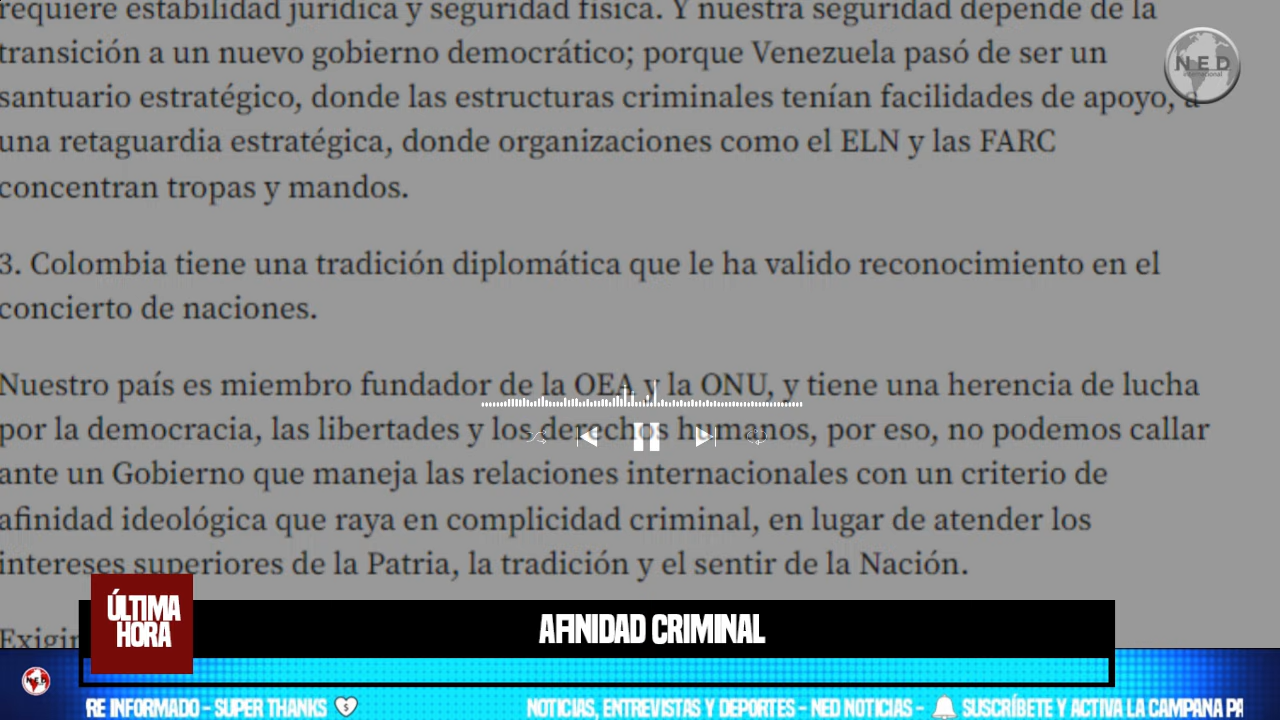 requiere estabilidad jurídica y seguridad física. Y nuestra seguridad depende de la
transición a un nuevo gobierno democrático; porque Venezuela pasó de ser un
santuario estratégico, donde las estructuras criminales tenían facilidades de apoyo, a
una retaguardia estratégica, donde organizaciones como el ELN y las FARC
concentran tropas y mandos.
3. Colombia tiene una tradición diplomática que le ha valido reconocimiento en el
concierto de naciones.
Nuestro país es miembro fundador de la OEA y la ONU, y tiene una herencia de lucha
por la democracia, las libertades y los derechos humanos, por eso, no podemos callar
ante un Gobierno que maneja las relaciones internacionales con un criterio de
afinidad ideológica que raya en complicidad criminal, en lugar de atender los
intereses superiores de la Patria, la tradición y el sentir de la Nación.
Exigir
NED
international
ÚLTIMA
HORA
AFINIDAD CRIMINAL
NED
RE INFORMADO - SUPER THANKS $ NOTICIAS, ENTREVISTAS Y DEPORTES - NED NOTICIAS - SUSCRÍBETE Y ACTIVA LA CAMPANA PA